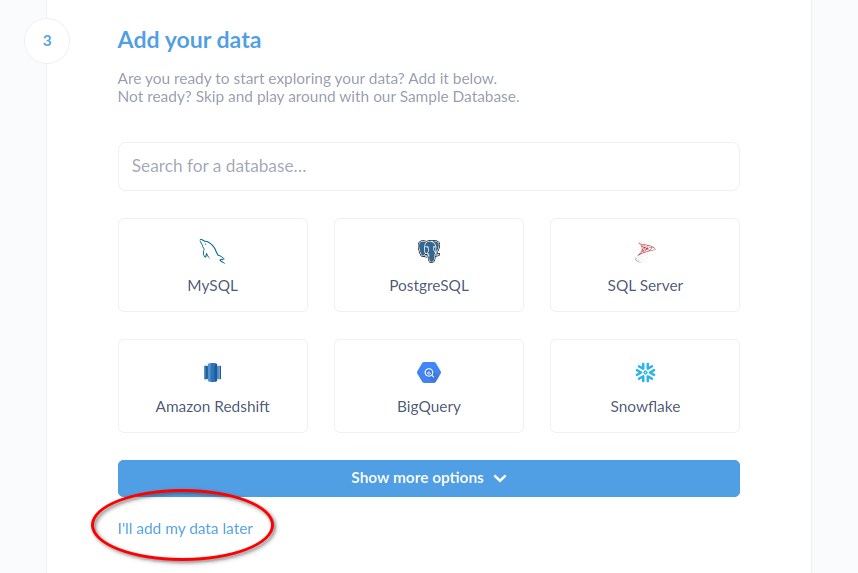 3
Add your data
Are you ready to start exploring your data? Add it below.
Not ready? Skip and play around with our Sample Database.
Search for a database...
MySQL
PostgreSQL
SQL Server
Amazon Redshift
BigQuery
Snowflake
Show more options
I'll add my data later